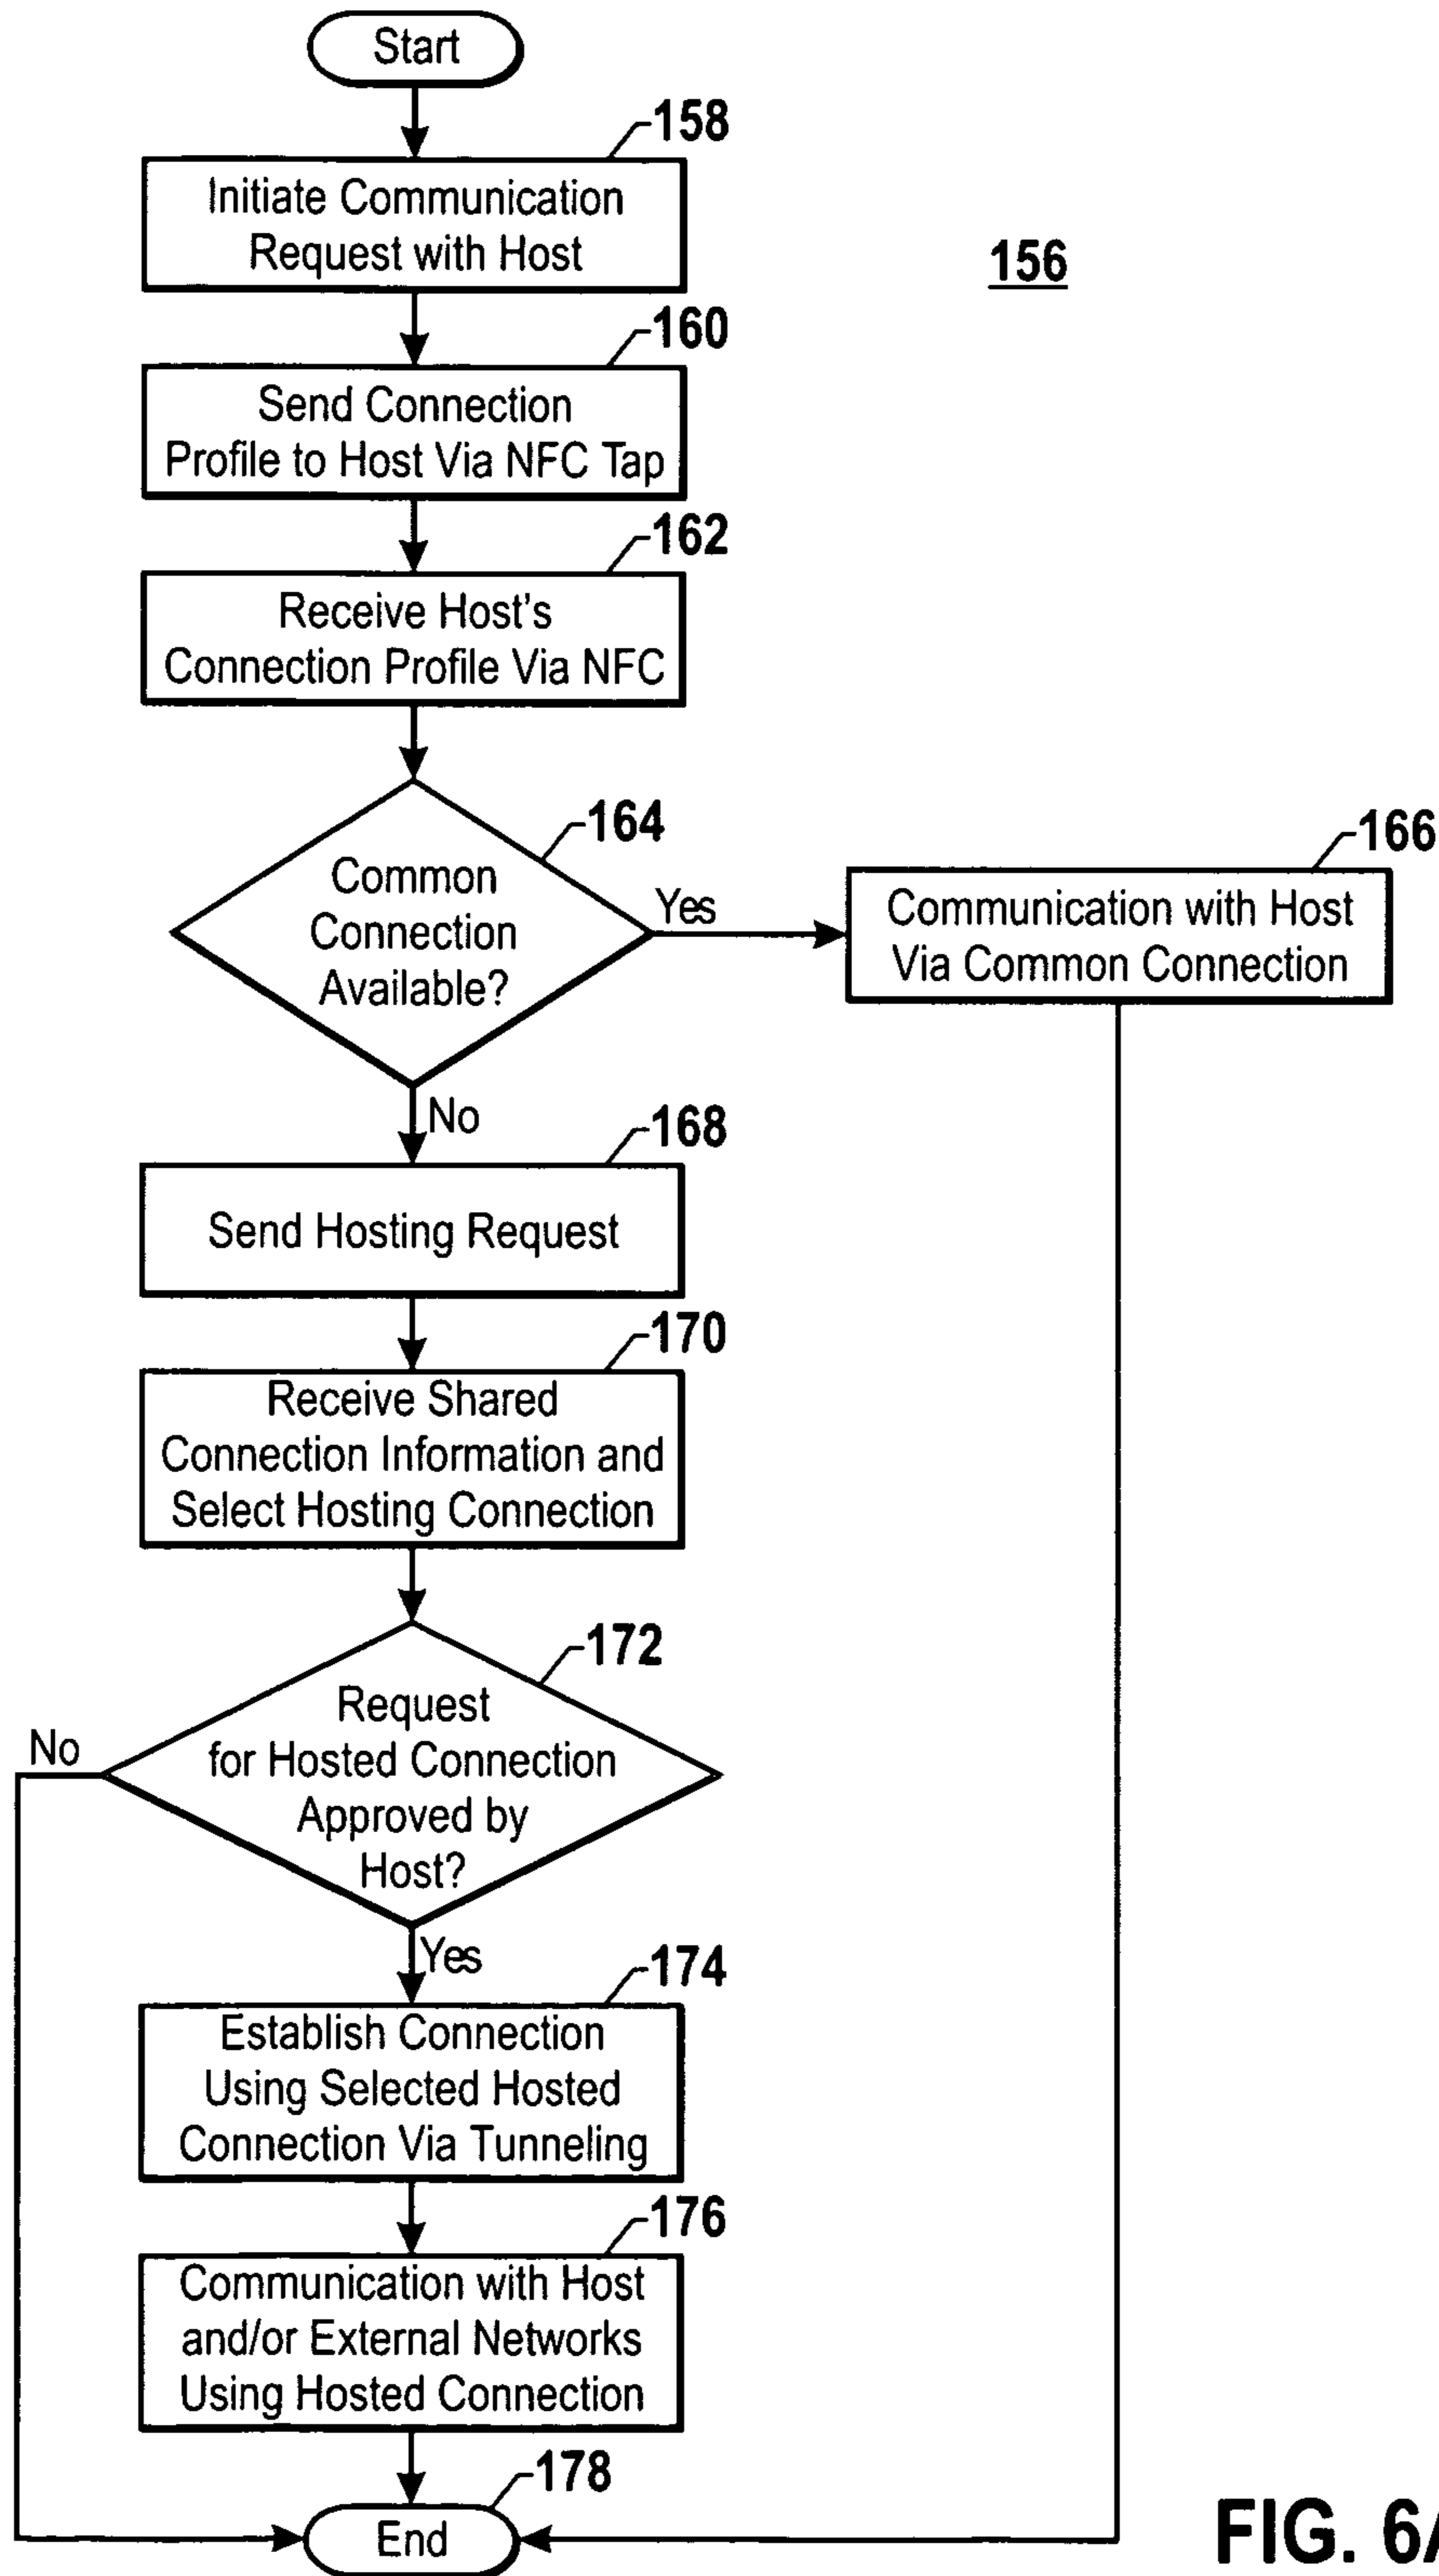 Start
158
Initiate Communication
Request with Host
156
160
Send Connection
Profile to Host Via NFC Tap
162
Receive Host's
Connection Profile Via NFC
164
Common
Connection
Available?
Yes
166
Communication with Host
Via Common Connection
No
168
Send Hosting Request
170
Receive Shared
Connection Information and
Select Hosting Connection
172
Request
for Hosted Connection
Approved by
Host?
No
Yes
174
Establish Connection
Using Selected Hosted
Connection Via Tunneling
176
Communication with Host
and/or External Networks
Using Hosted Connection
178
End
FIG. 6A